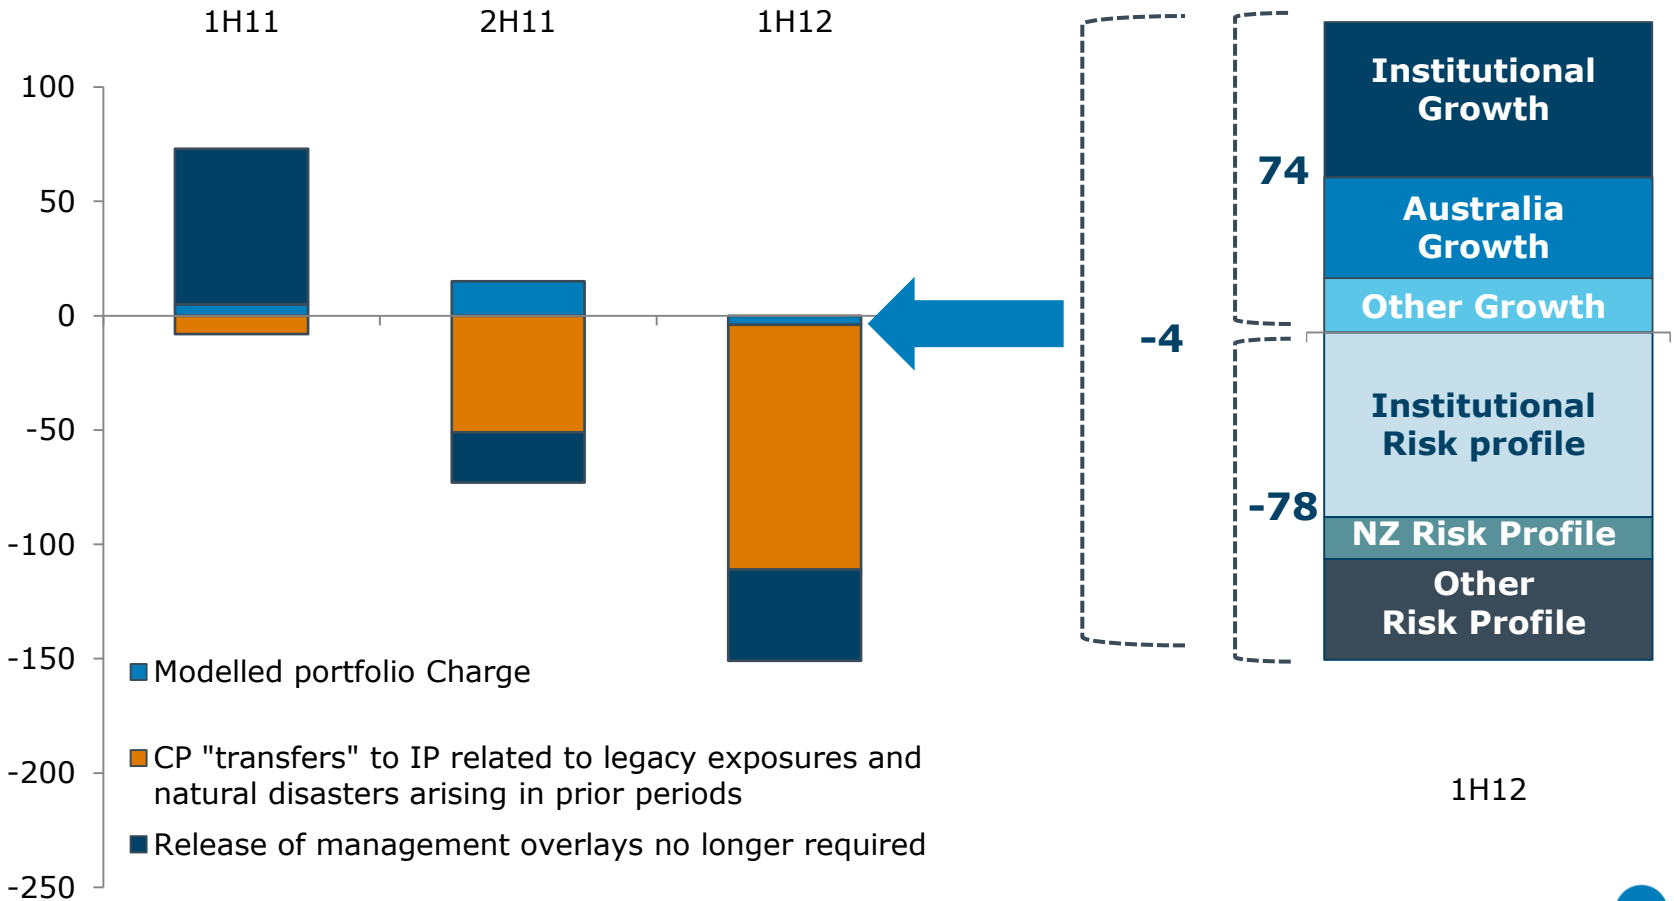 1H11
2H11
1H12
100
50
0
-50
-100
-150
-200
-250
Modelled portfolio Charge
CP "transfers" to IP related to legacy exposures and
natural disasters arising in prior periods
Release of management overlays no longer required
-4
74
-78
Institutional
Growth
Australia
Growth
Other Growth
Institutional
Risk profile
NZ Risk Profile
Other
Risk Profile
1H12